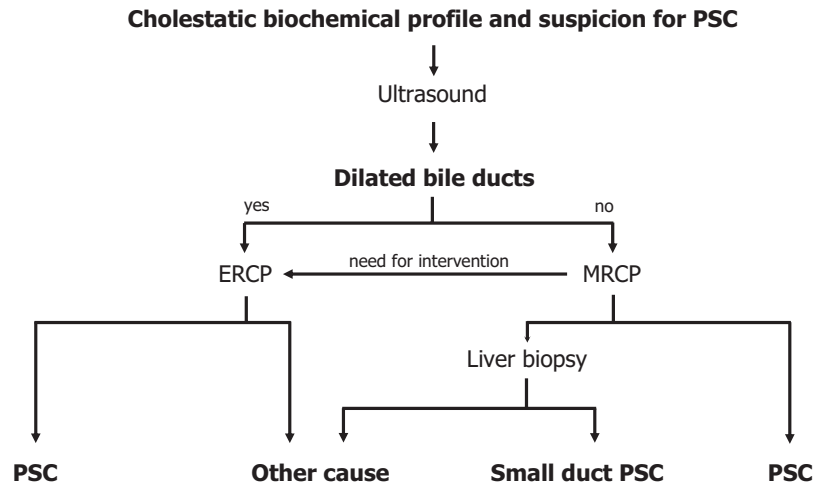 Cholestatic biochemical profile and suspicion for PSC
Ultrasound
Dilated bile ducts
yes
no
ERCP
need for intervention
MRCP
Liver biopsy
PSC
Other cause
Small duct PSC
PSC